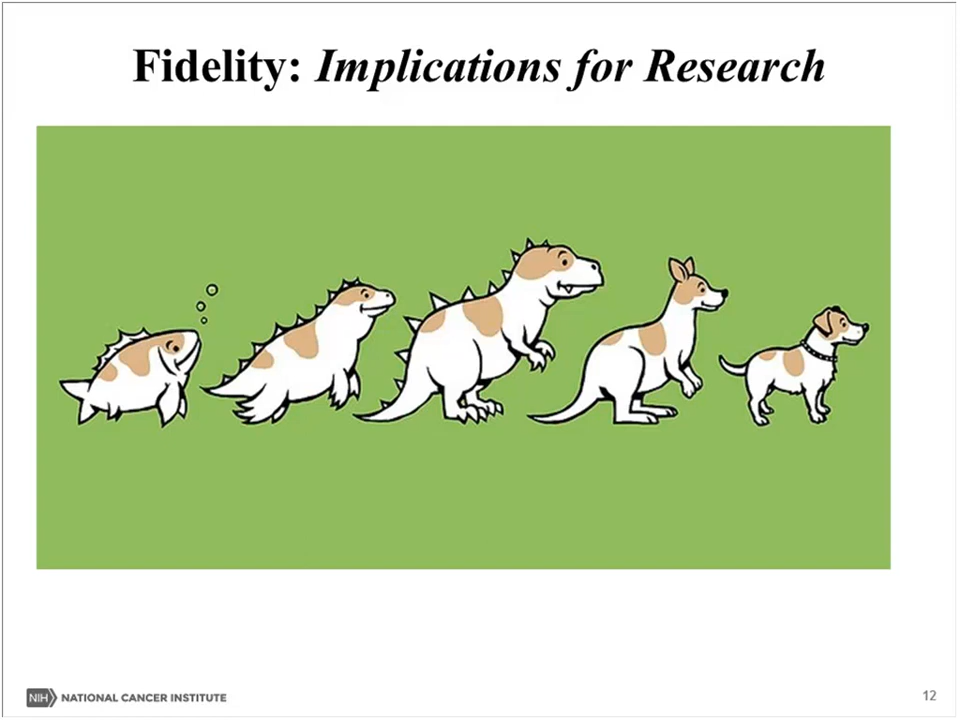 Fidelity: Implications for Research
NIH NATIONAL CANCER INSTITUTE
12